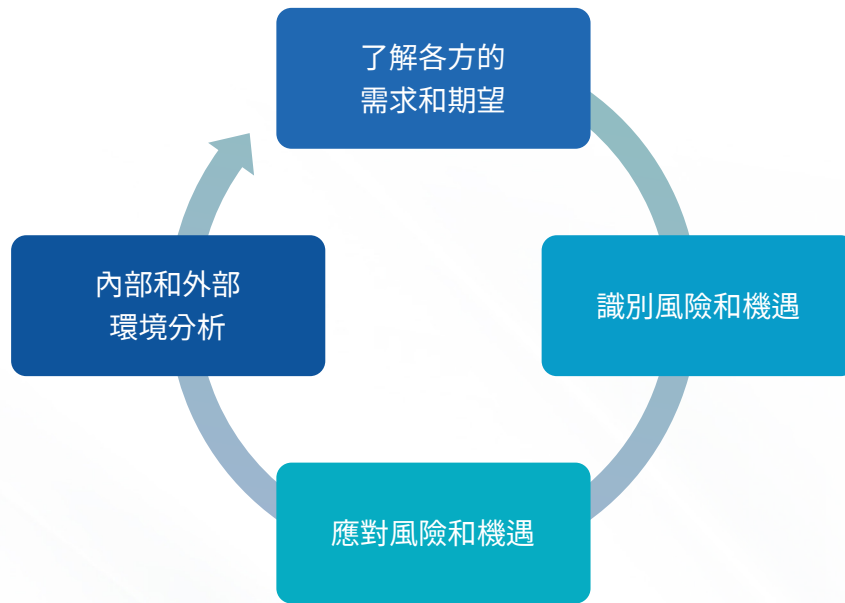 了解各方的
需求和期望
內部和外部
環境分析
識別風險和機遇
應對風險和機遇